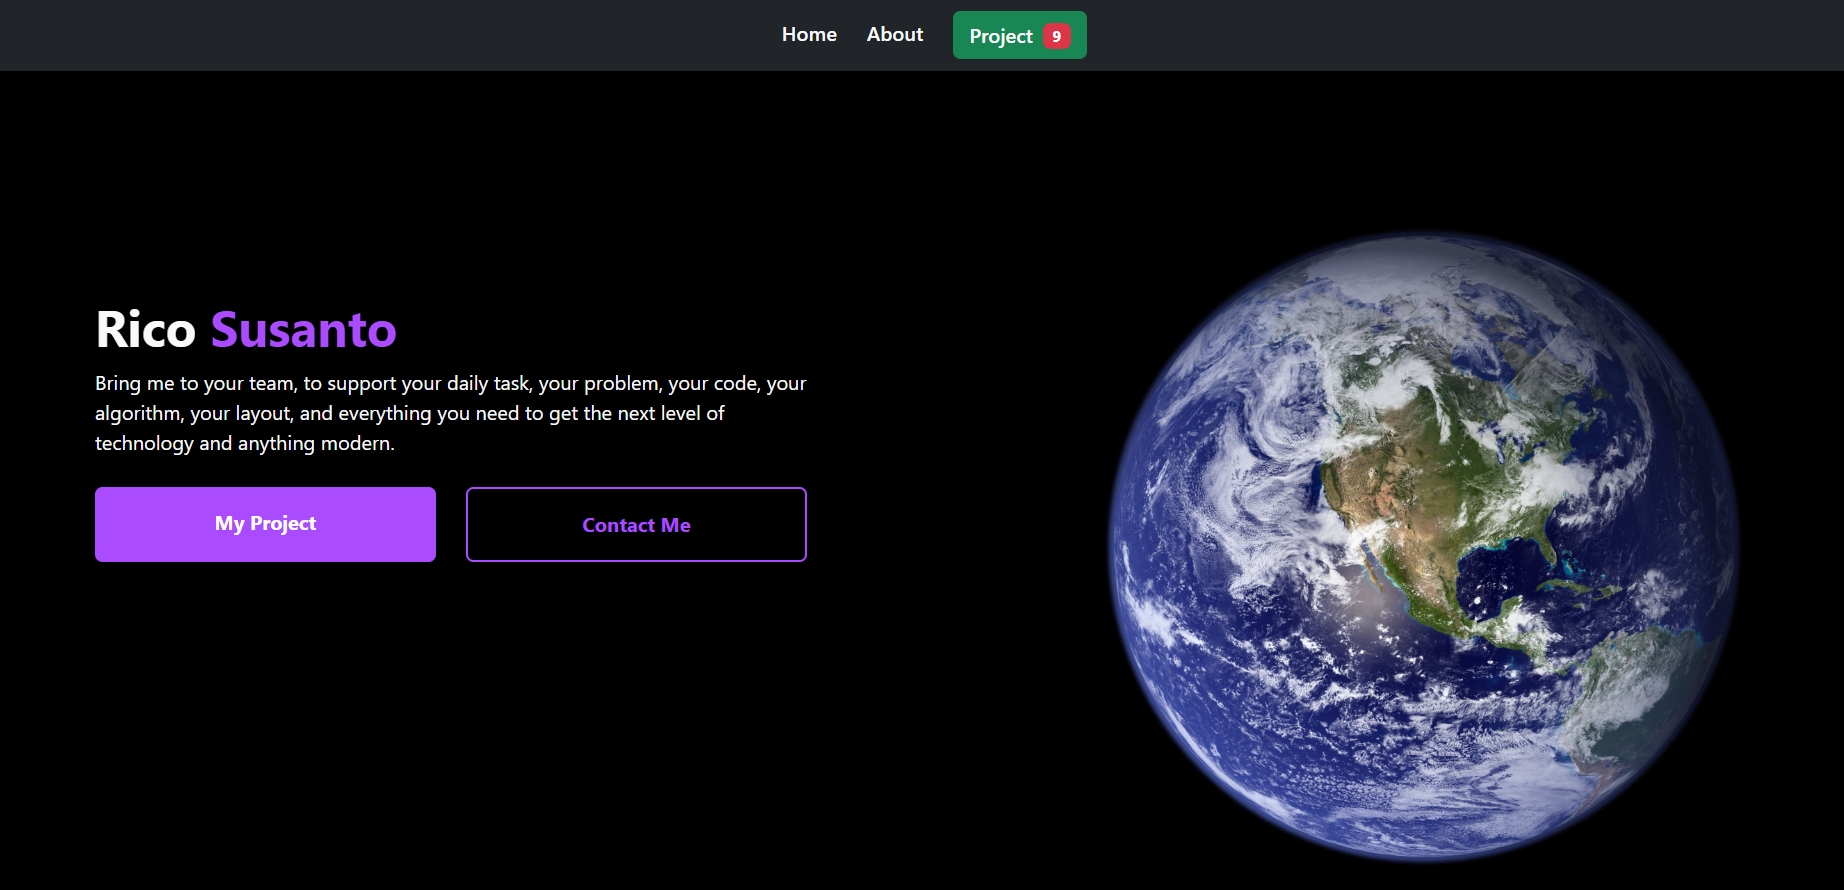 Home About Project 9
Rico Susanto
Bring me to your team, to support your daily task, your problem, your code, your
algorithm, your layout, and everything you need to get the next level of
technology and anything modern.
My Project Contact Me